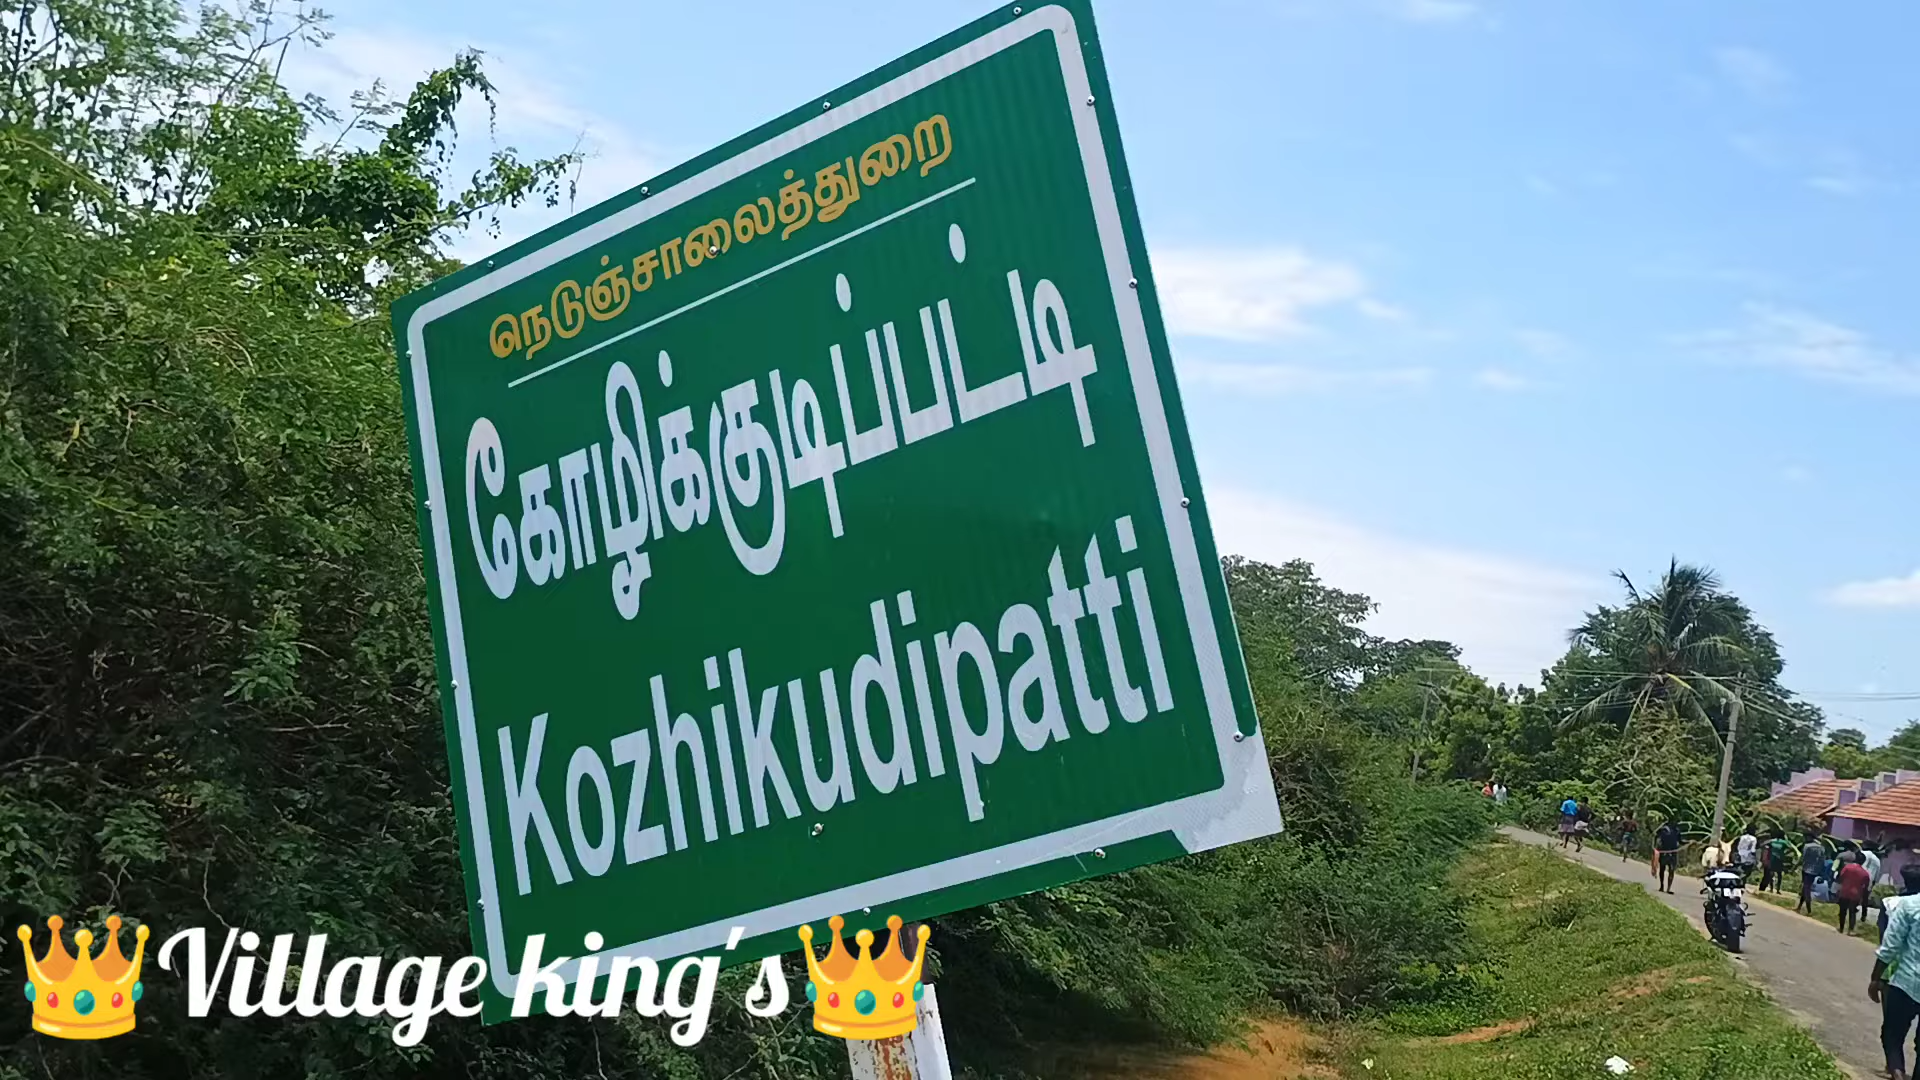 நெடுஞ்சாலைத்துறை
கோழிக்குடிப்பட்டி
Kozhikudipatti
👑Village king's👑